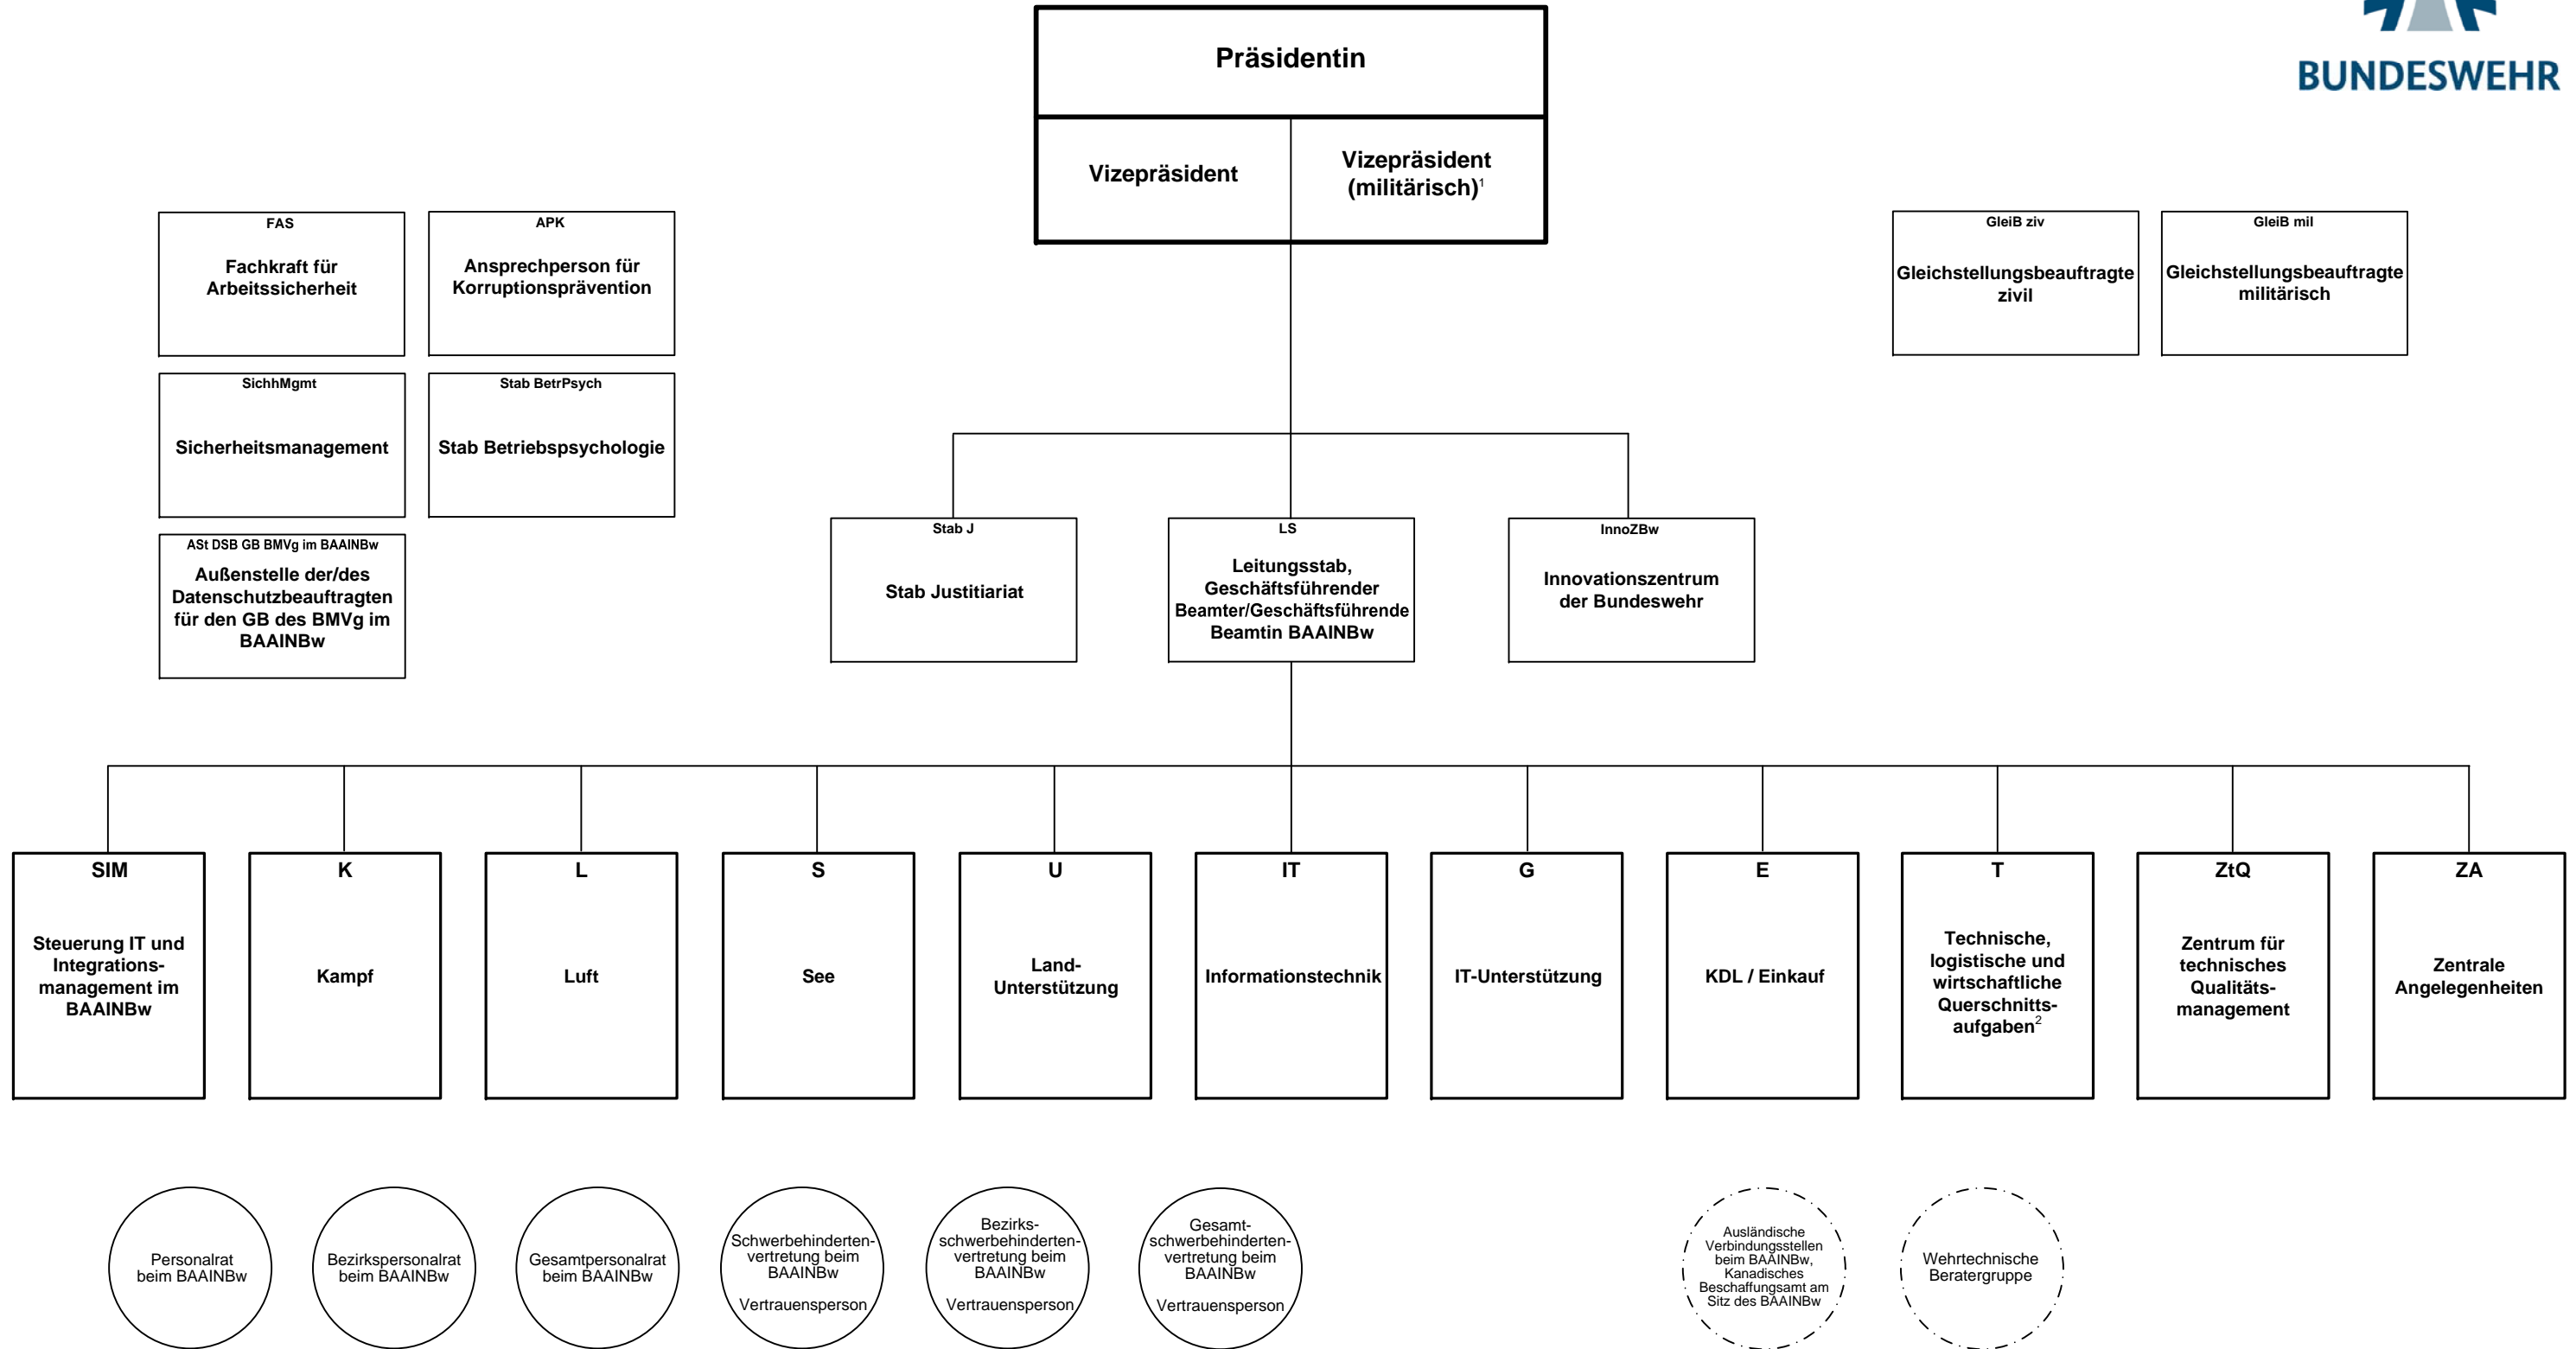 BUNDESWEHR
Präsidentin
Vizepräsident
Vizepräsident
(militärisch)¹
FAS
Fachkraft für
Arbeitssicherheit
APK
Ansprechperson für
Korruptionsprävention
GleiB ziv
Gleichstellungsbeauftragte
zivil
GleiB mil
Gleichstellungsbeauftragte
militärisch
SichhMgmt
Sicherheitsmanagement
Stab BetrPsych
Stab Betriebspsychologie
ASt DSB GB BMVg im BAAINBw
Außenstelle der/des
Datenschutzbeauftragten
für den GB des BMVg im
BAAINBw
Stab J
Stab Justitiariat
LS
Leitungsstab,
Geschäftsführender
Beamter/Geschäftsführende
Beamtin BAAINBw
InnoZBw
Innovationszentrum
der Bundeswehr
SIM
Steuerung IT und
Integrations-
management im
BAAINBw
K
Kampf
L
Luft
S
See
U
Land-
Unterstützung
IT
Informationstechnik
G
IT-Unterstützung
E
KDL / Einkauf
T
Technische,
logistische und
wirtschaftliche
Querschnitts-
aufgaben²
ZtQ
Zentrum für
technisches
Qualitäts-
management
ZA
Zentrale
Angelegenheiten
Personalrat
beim BAAINBw
Bezirkspersonalrat
beim BAAINBw
Gesamtpersonalrat
beim BAAINBw
Schwerbehinderten-
vertretung beim
BAAINBw
Vertrauensperson
Bezirks-
schwerbehinderten-
vertretung beim
BAAINBw
Vertrauensperson
Gesamt-
schwerbehinderten-
vertretung beim
BAAINBw
Vertrauensperson
Ausländische
Verbindungsstellen
beim BAAINBw,
Kanadisches
Beschaffungsamt am
Sitz des BAAINBw
Wehrtechnische
Beratergruppe